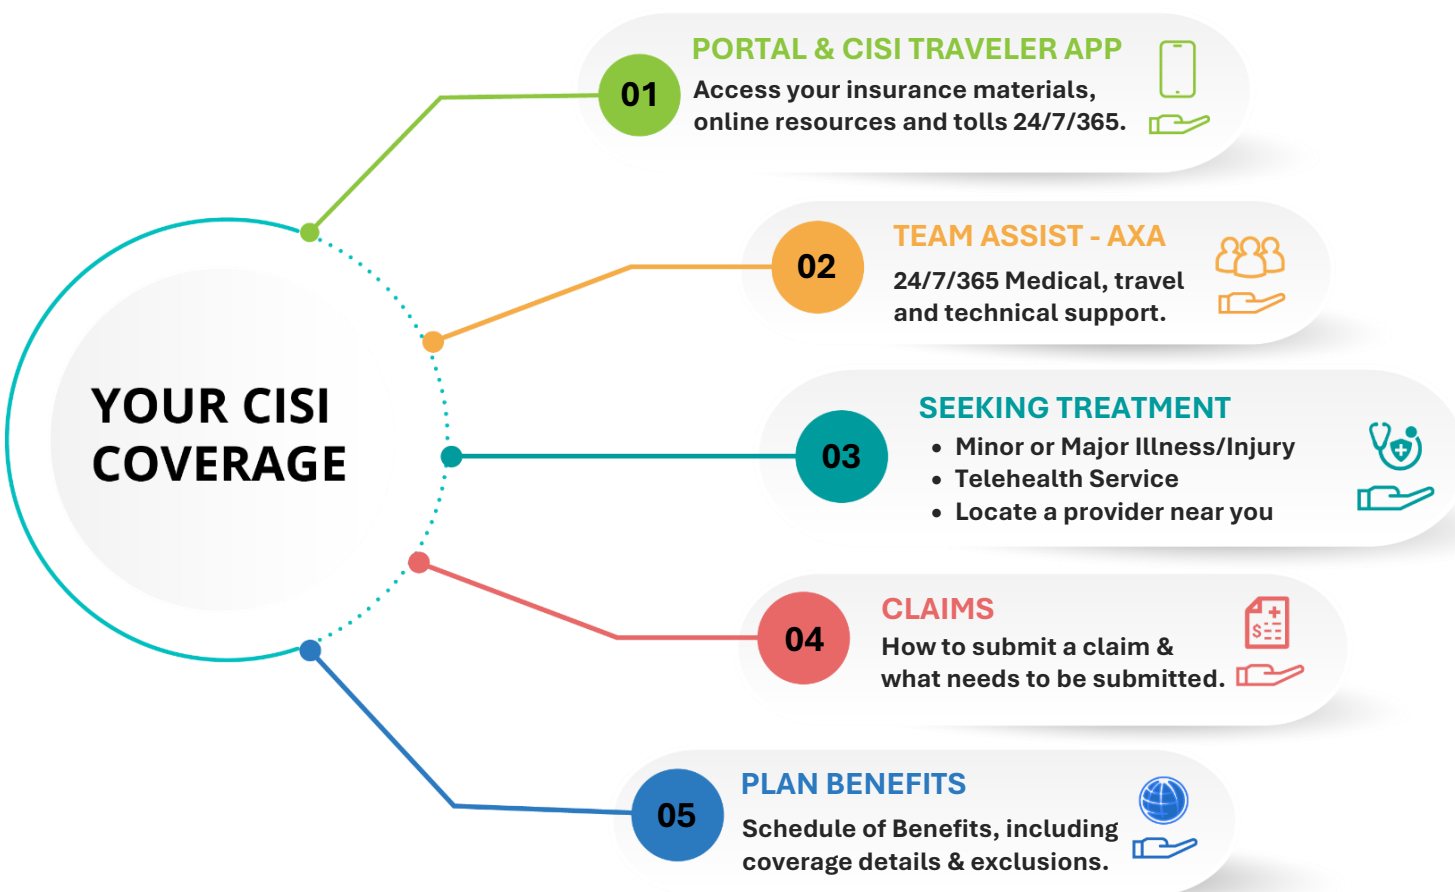 YOUR CISI
COVERAGE
01
PORTAL & CISI TRAVELER APP
Access your insurance materials,
online resources and tolls 24/7/365.
02
TEAM ASSIST - AXA
24/7/365 Medical, travel
and technical support.
03
SEEKING TREATMENT
• Minor or Major Illness/Injury
• Telehealth Service
• Locate a provider near you
04
CLAIMS
How to submit a claim &
what needs to be submitted.
$
05
PLAN BENEFITS
Schedule of Benefits, including
coverage details & exclusions.